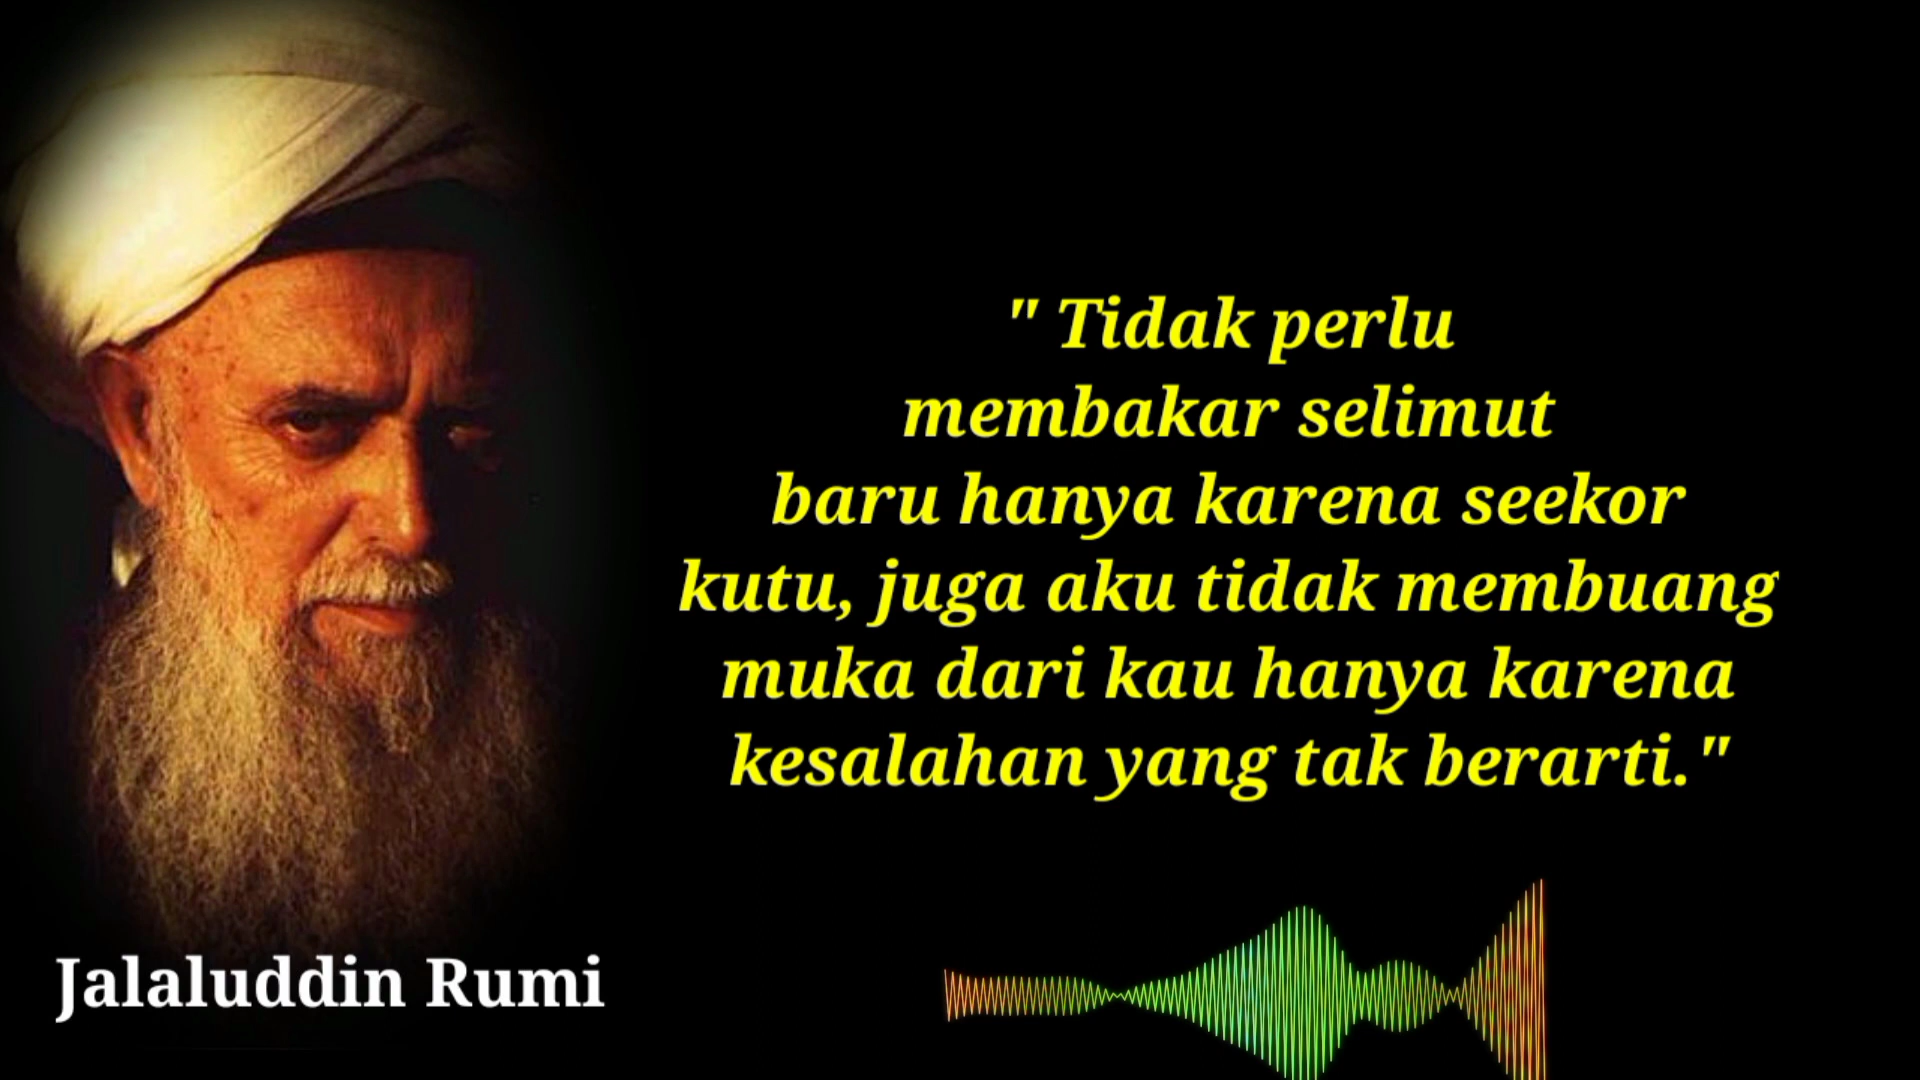 " Tidak perlu
membakar selimut
baru hanya karena seekor
kutu, juga aku tidak membuang
muka dari kau hanya karena
kesalahan yang tak berarti."
Jalaluddin Rumi